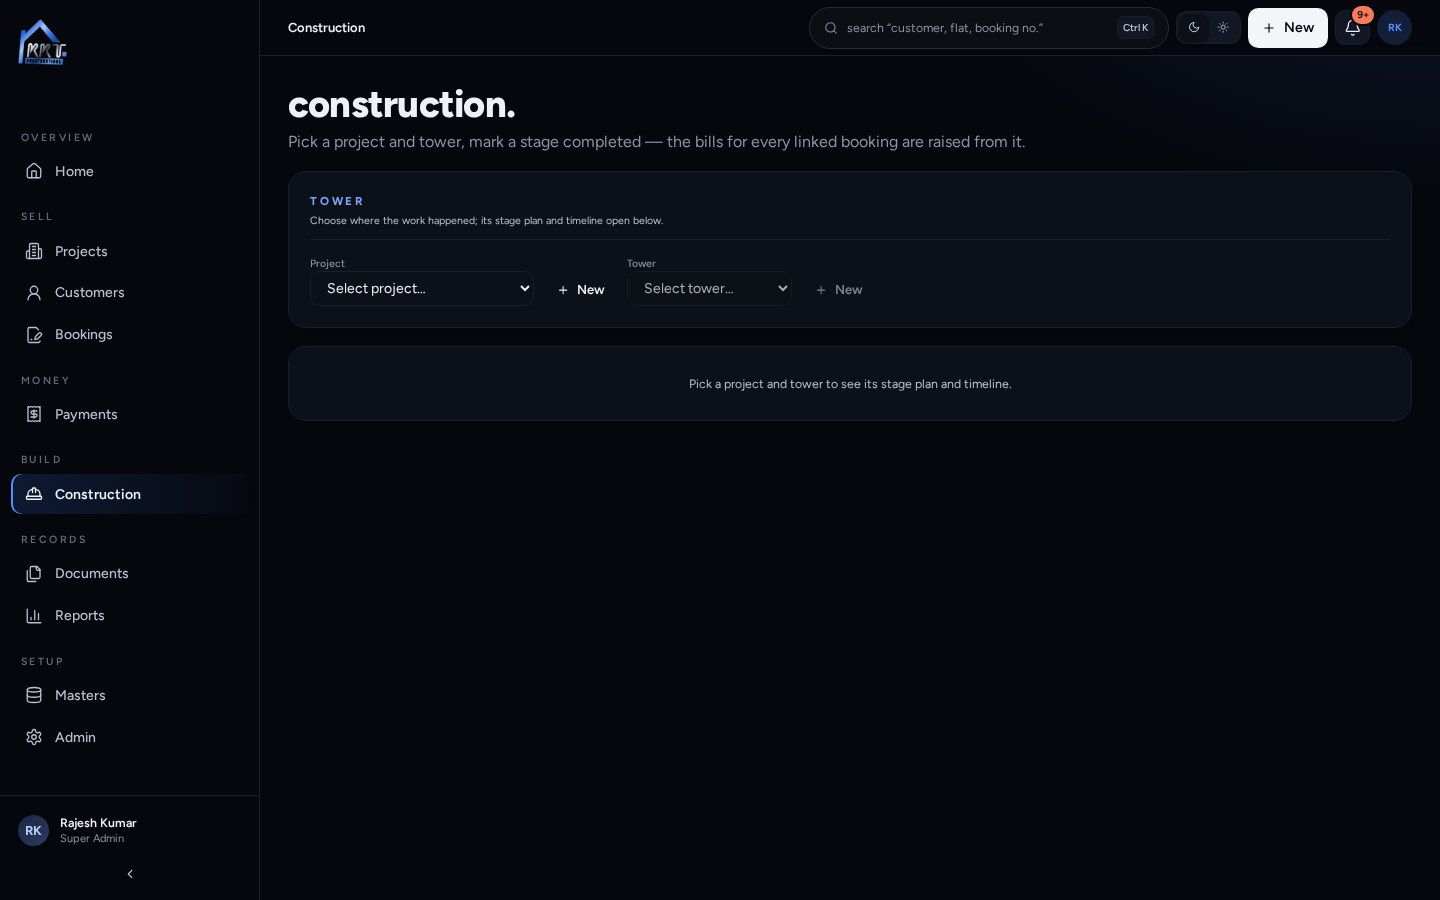 RKT
CONSTRUCTIONS
Construction
search “customer, flat, booking no.”
Ctrl K
New
9+
RK
OVERVIEW
Home
SELL
Projects
Customers
Bookings
MONEY
Payments
BUILD
Construction
RECORDS
Documents
Reports
SETUP
Masters
Admin
RK
Rajesh Kumar
Super Admin
construction.
Pick a project and tower, mark a stage completed — the bills for every linked booking are raised from it.
TOWER
Choose where the work happened; its stage plan and timeline open below.
Project
Select project...
New
Tower
Select tower...
New
Pick a project and tower to see its stage plan and timeline.